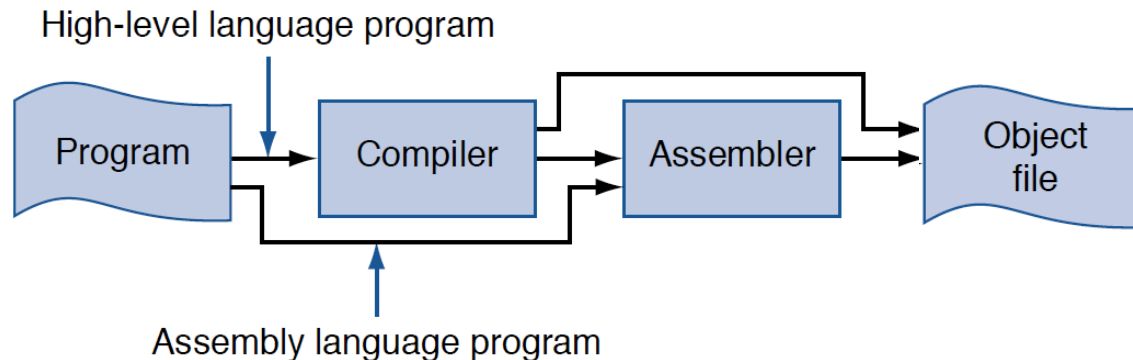 High-level language program
Program
Compiler
Assembler
Object
file
Assembly language program